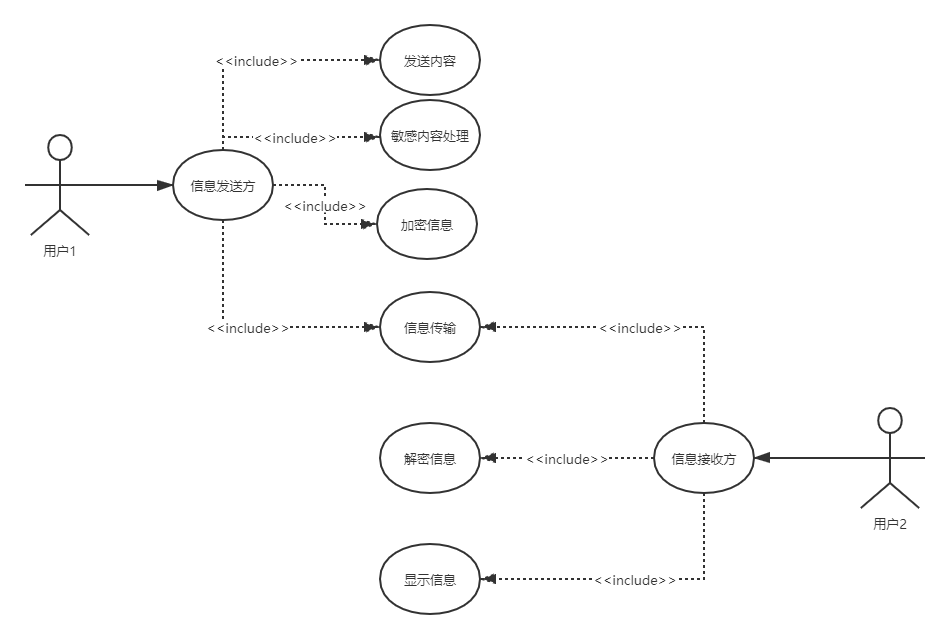 <<include>>
发送内容
<<include>>
敏感内容处理
信息发送方
<<include>>
加密信息
用户1
<<include>>
信息传输
<<include>>
解密信息
<<include>>
信息接收方
用户2
显示信息
<<include>>